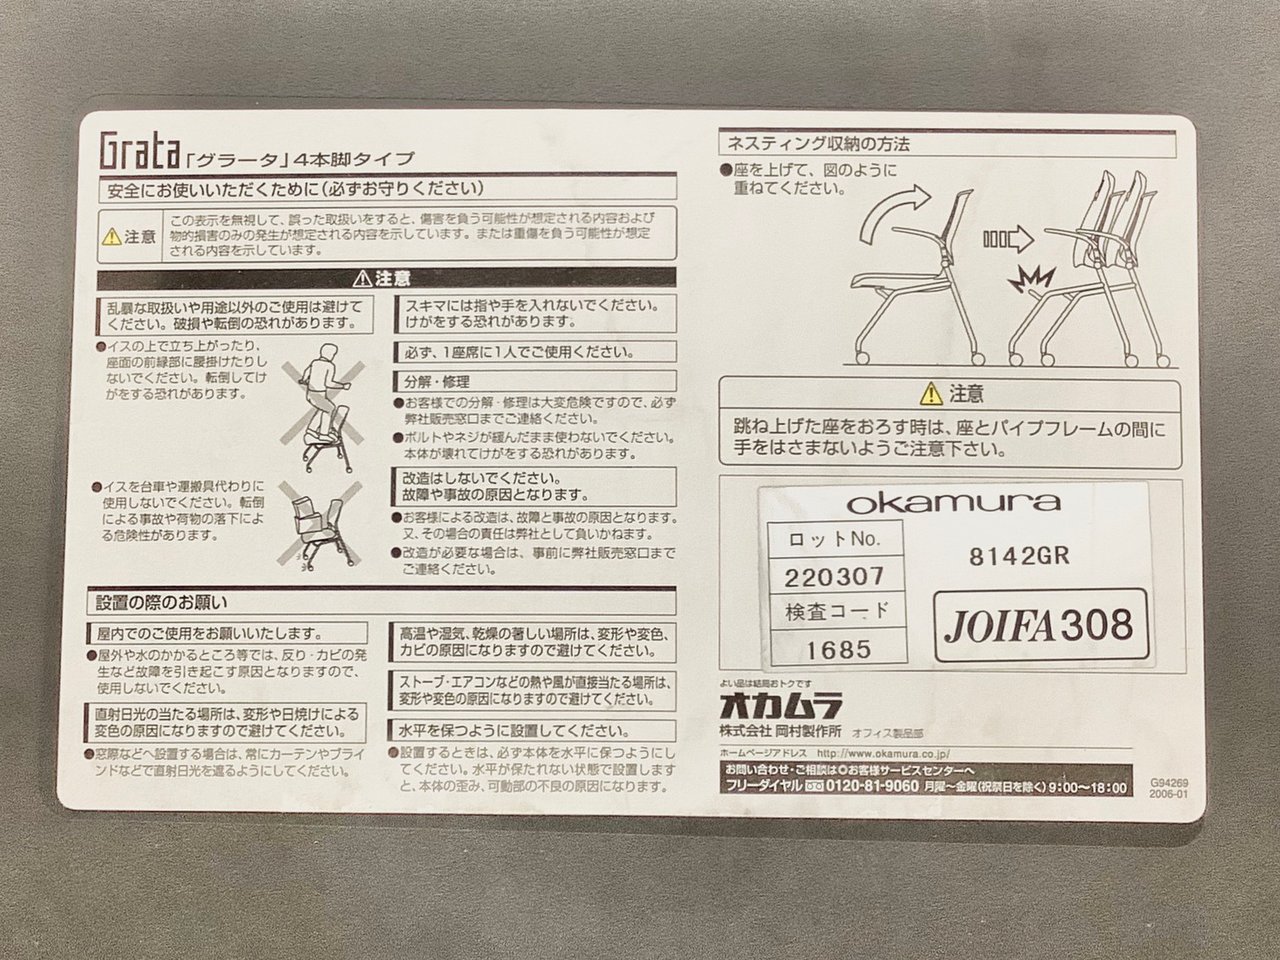 Grata「グラータ」4本脚タイプ
安全にお使いいただくために(必ずお守りください)
注意
この表示を無視して、誤った取扱いをすると、傷害を負う可能性が想定される内容および
物的損害のみの発生が想定される内容を示しています。または重傷を負う可能性が想定
される内容を示しています。
注意
乱暴な取扱いや用途以外のご使用は避けて
ください。破損や転倒の恐れがあります。
●イスの上で立ち上がったり、
座面の前縁部に腰掛けたりし
ないでください。転倒してけ
がをする恐れがあります。
●イスを台車や運搬具代わりに
使用しないでください。転倒
による事故や荷物の落下によ
る危険性があります。
スキマには指や手を入れないでください。
けがをする恐れがあります。
必ず、1座席に1人でご使用ください。
分解・修理
●お客様での分解・修理は大変危険ですので、必ず
弊社販売窓口までご連絡ください。
●ボルトやネジが緩んだまま使わないでください。
本体が壊れてけがをする恐れがあります。
改造はしないでください。
故障や事故の原因となります。
●お客様による改造は、故障と事故の原因となります。
又、その場合の責任は弊社として負いかねます。
●改造が必要な場合は、事前に弊社販売窓口まで
ご連絡ください。
設置の際のお願い
屋内でのご使用をお願いいたします。
●屋外や水のかかるところ等では、反り・カビの発
生など故障を引き起こす原因となりますので、
使用しないでください。
直射日光の当たる場所は、変形や日焼けによる
変色の原因になりますので避けてください。
●窓際などへ設置する場合は、常にカーテンやブライ
ンドなどで直射日光を遮るようにしてください。
高温や湿気、乾燥の著しい場所は、変形や変色、
カビの原因になりますので避けてください。
ストーブ・エアコンなどの熱や風が直接当たる場所は、
変形や変色の原因になりますので避けてください。
水平を保つように設置してください。
●設置するときは、必ず本体を水平に保つようにし
てください。水平が保たれない状態で設置します
と、本体の歪み、可動部の不良の原因になります。
ネスティング収納の方法
●座を上げて、図のように
重ねてください。
注意
跳ね上げた座をおろす時は、座とパイプフレームの間に
手をはさまないようご注意下さい。
okamura
ロットNo.
220307
検査コード
1685
8142GR
JOIFA308
よい品は結局おトクです
オカムラ
株式会社 岡村製作所 オフィス製品部
ホームページアドレス http://www.okamura.co.jp/
お問い合わせ・ご相談は◎お客様サービスセンターへ
フリーダイヤル 0120-81-9060 月曜〜金曜(祝祭日を除く)9:00〜18:00
G94269
2006-01